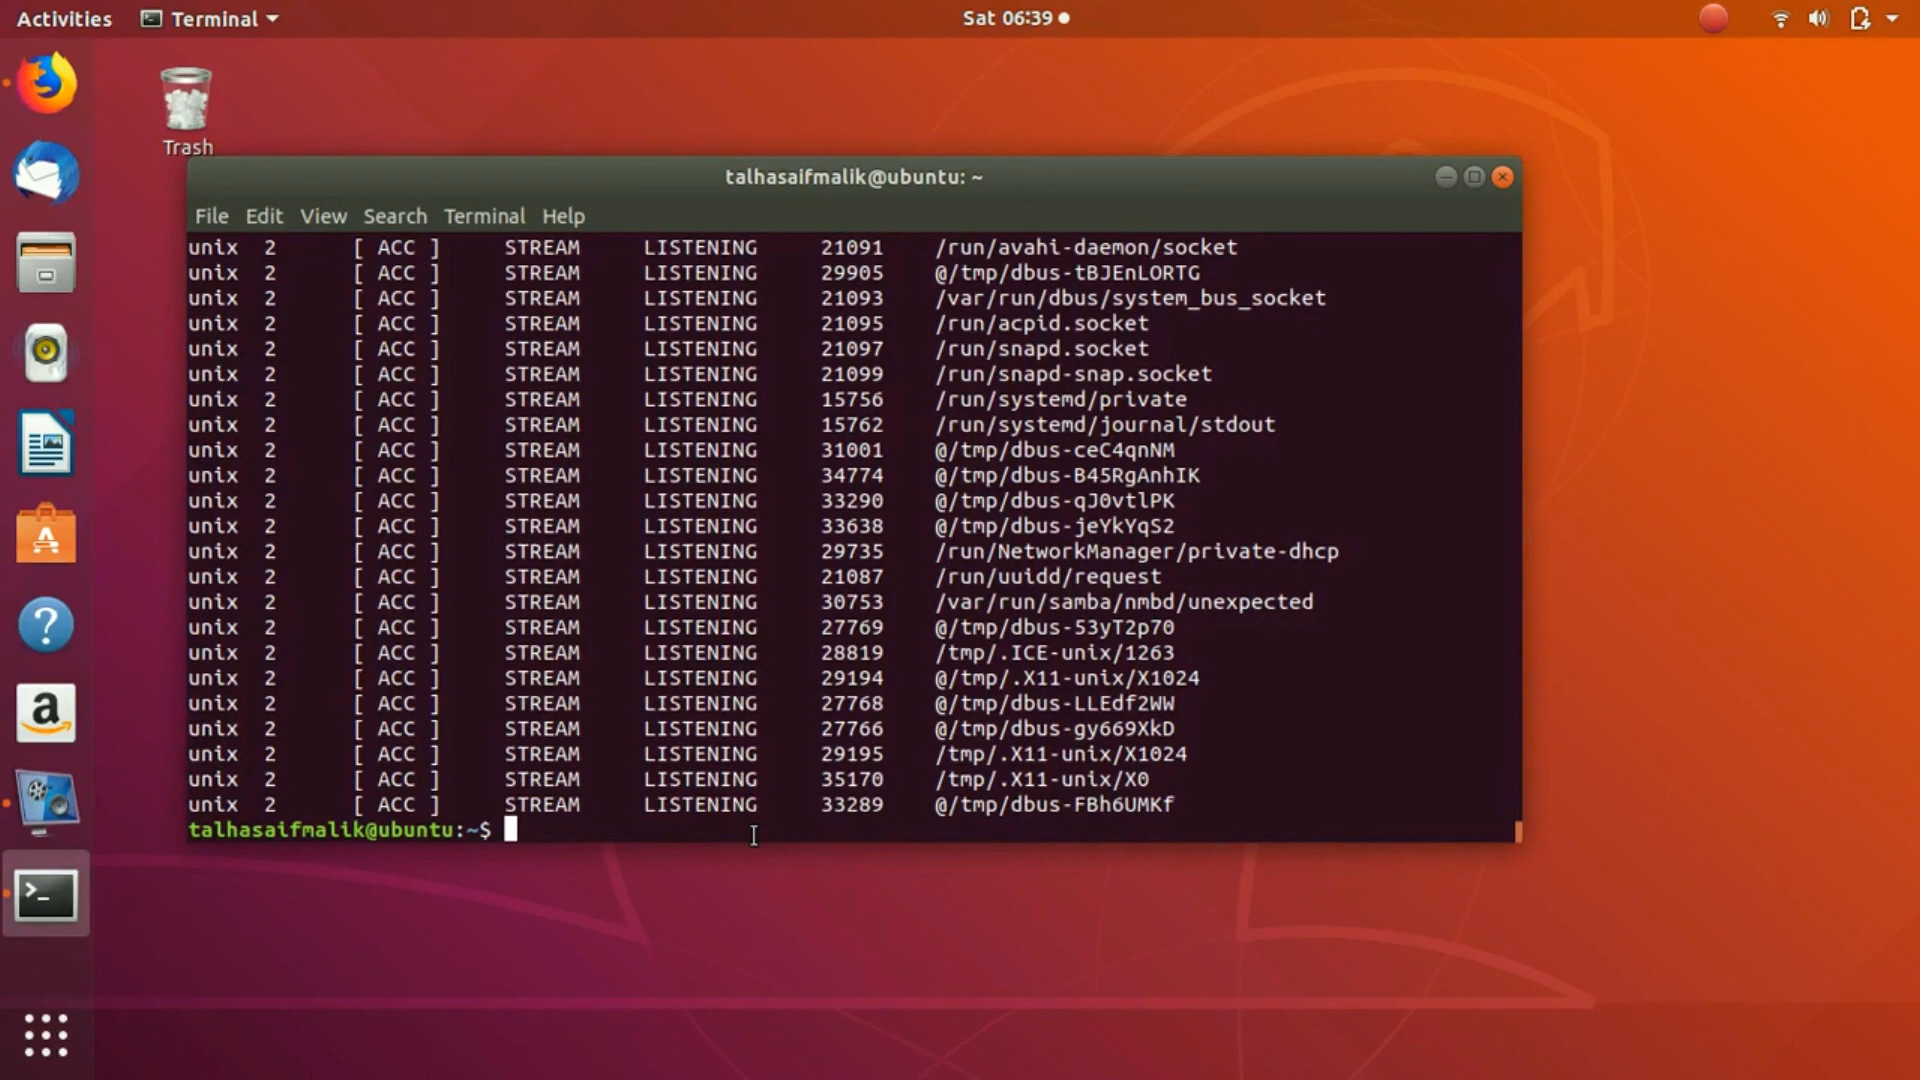 Activities Terminal Sat 06:39
Trash
talhasaifmalik@ubuntu: ~
File Edit View Search Terminal Help
unix 2 [ ACC ] STREAM LISTENING 21091 /run/avahi-daemon/socket
unix 2 [ ACC ] STREAM LISTENING 29905 @/tmp/dbus-tBJEnLORTG
unix 2 [ ACC ] STREAM LISTENING 21093 /var/run/dbus/system_bus_socket
unix 2 [ ACC ] STREAM LISTENING 21095 /run/acpid.socket
unix 2 [ ACC ] STREAM LISTENING 21097 /run/snapd.socket
unix 2 [ ACC ] STREAM LISTENING 21099 /run/snapd-snap.socket
unix 2 [ ACC ] STREAM LISTENING 15756 /run/systemd/private
unix 2 [ ACC ] STREAM LISTENING 15762 /run/systemd/journal/stdout
unix 2 [ ACC ] STREAM LISTENING 31001 @/tmp/dbus-ceC4qnNM
unix 2 [ ACC ] STREAM LISTENING 34774 @/tmp/dbus-B45RgAnhIK
unix 2 [ ACC ] STREAM LISTENING 33290 @/tmp/dbus-qJ0vtlPK
unix 2 [ ACC ] STREAM LISTENING 33638 @/tmp/dbus-jeYkYqS2
unix 2 [ ACC ] STREAM LISTENING 29735 /run/NetworkManager/private-dhcp
unix 2 [ ACC ] STREAM LISTENING 21087 /run/uuidd/request
unix 2 [ ACC ] STREAM LISTENING 30753 /var/run/samba/nmbd/unexpected
unix 2 [ ACC ] STREAM LISTENING 27769 @/tmp/dbus-53yT2p70
unix 2 [ ACC ] STREAM LISTENING 28819 /tmp/.ICE-unix/1263
unix 2 [ ACC ] STREAM LISTENING 29194 @/tmp/.X11-unix/X1024
unix 2 [ ACC ] STREAM LISTENING 27768 @/tmp/dbus-LLEdf2WW
unix 2 [ ACC ] STREAM LISTENING 27766 @/tmp/dbus-gy669XkD
unix 2 [ ACC ] STREAM LISTENING 29195 /tmp/.X11-unix/X1024
unix 2 [ ACC ] STREAM LISTENING 35170 /tmp/.X11-unix/X0
unix 2 [ ACC ] STREAM LISTENING 33289 @/tmp/dbus-FBh6UMKf
talhasaifmalik@ubuntu:~$